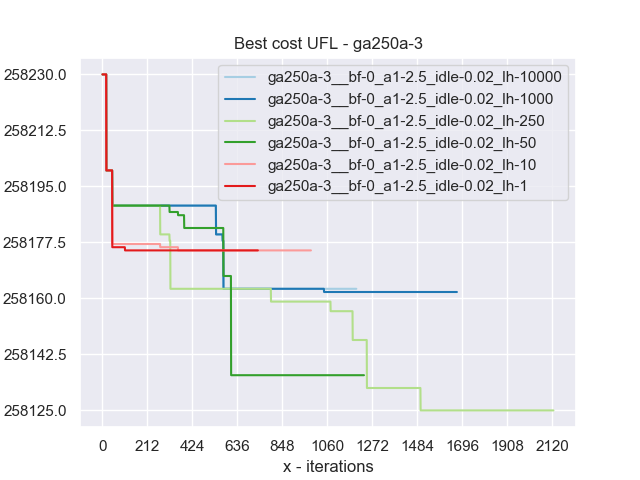 Best cost UFL - ga250a-3
258230.0
258212.5
258195.0
258177.5
258160.0
258142.5
258125.0
ga250a-3__bf-0_a1-2.5_idle-0.02_lh-10000
ga250a-3__bf-0_a1-2.5_idle-0.02_lh-1000
ga250a-3__bf-0_a1-2.5_idle-0.02_lh-250
ga250a-3__bf-0_a1-2.5_idle-0.02_lh-50
ga250a-3__bf-0_a1-2.5_idle-0.02_lh-10
ga250a-3__bf-0_a1-2.5_idle-0.02_lh-1
0 212 424 636 848 1060 1272 1484 1696 1908 2120
x - iterations